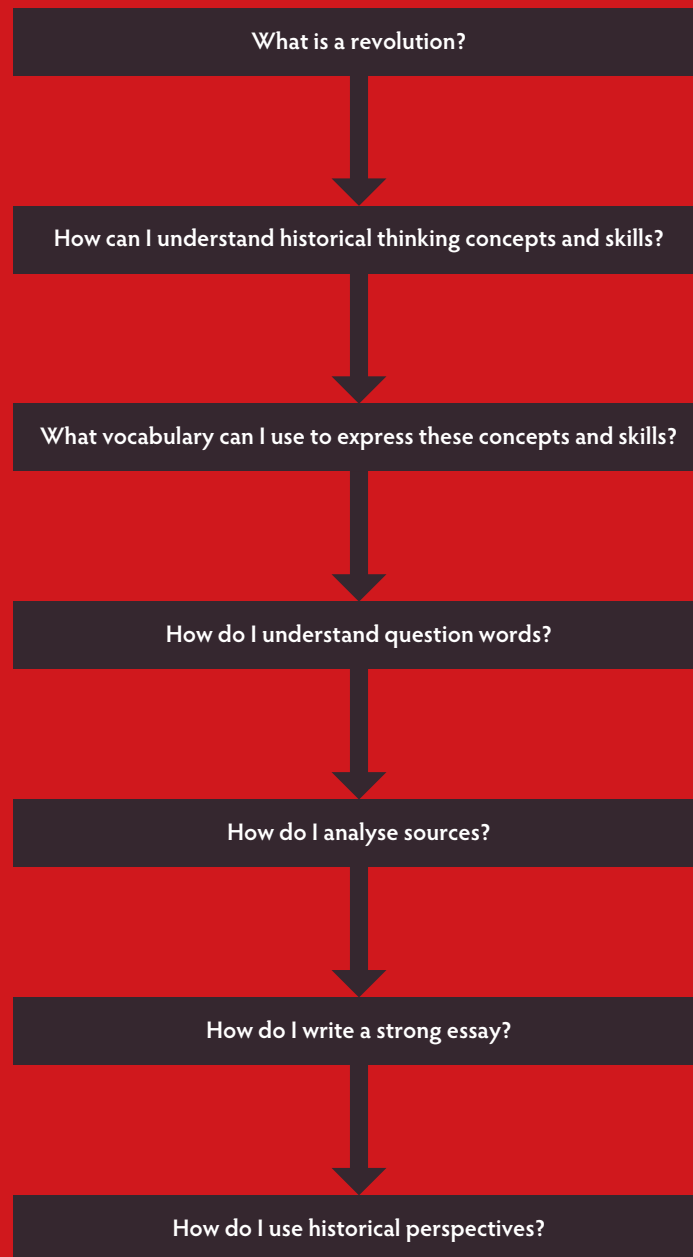 What is a revolution?
How can I understand historical thinking concepts and skills?
What vocabulary can I use to express these concepts and skills?
How do I understand question words?
How do I analyse sources?
How do I write a strong essay?
How do I use historical perspectives?